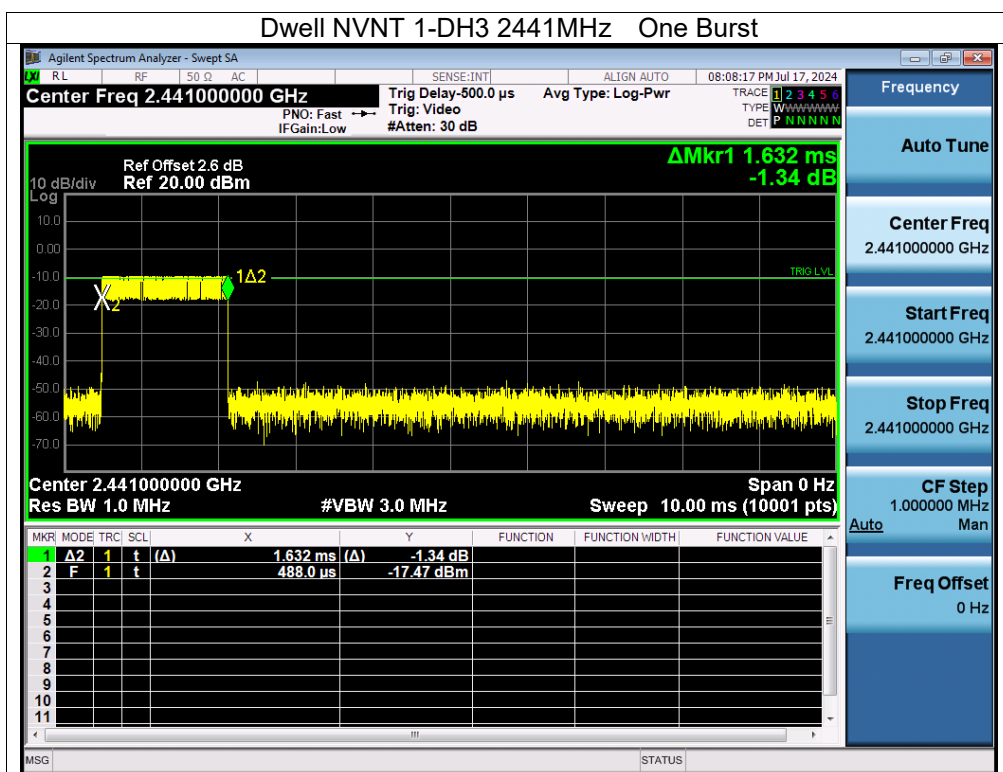 Dwell NVNT 1-DH3 2441MHz One Burst
Agilent Spectrum Analyzer - Swept SA
LXI RL RF 50 Ω AC SENSE:INT ALIGN AUTO 08:08:17 PM Jul 17, 2024
Center Freq 2.441000000 GHz Trig Delay-500.0 µs Avg Type: Log-Pwr TRACE 1 2 3 4 5 6
PNO: Fast Trig: Video TYPE WWWWWWW
IFGain:Low #Atten: 30 dB DET P NNNNN
Frequency
Auto Tune
Center Freq
2.441000000 GHz
Start Freq
2.441000000 GHz
Stop Freq
2.441000000 GHz
CF Step
1.000000 MHz
Auto Man
Freq Offset
0 Hz
ΔMkr1 1.632 ms
-1.34 dB
Ref Offset 2.6 dB
10 dB/div Ref 20.00 dBm
Log
10.0
0.00
-10.0
-20.0
-30.0
-40.0
-50.0
-60.0
-70.0
1Δ2
TRIG LVL
2
Center 2.441000000 GHz Span 0 Hz
Res BW 1.0 MHz #VBW 3.0 MHz Sweep 10.00 ms (10001 pts)
MKR MODE TRC SCL X Y FUNCTION FUNCTION WIDTH FUNCTION VALUE
1 Δ2 1 t (Δ) 1.632 ms (Δ) -1.34 dB
2 F 1 t 488.0 µs -17.47 dBm
3
4
5
6
7
8
9
10
11
MSG STATUS